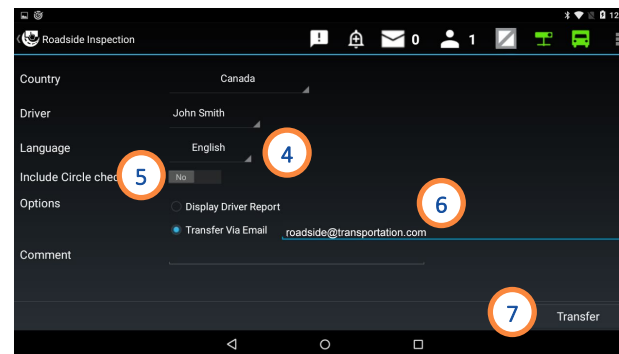 12
Roadside Inspection
0
1
Country
Canada
Driver
John Smith
Language
English
4
Include Circle chec
5
No
Options
Display Driver Report
6
Transfer Via Email
roadside@transportation.com
Comment
7
Transfer